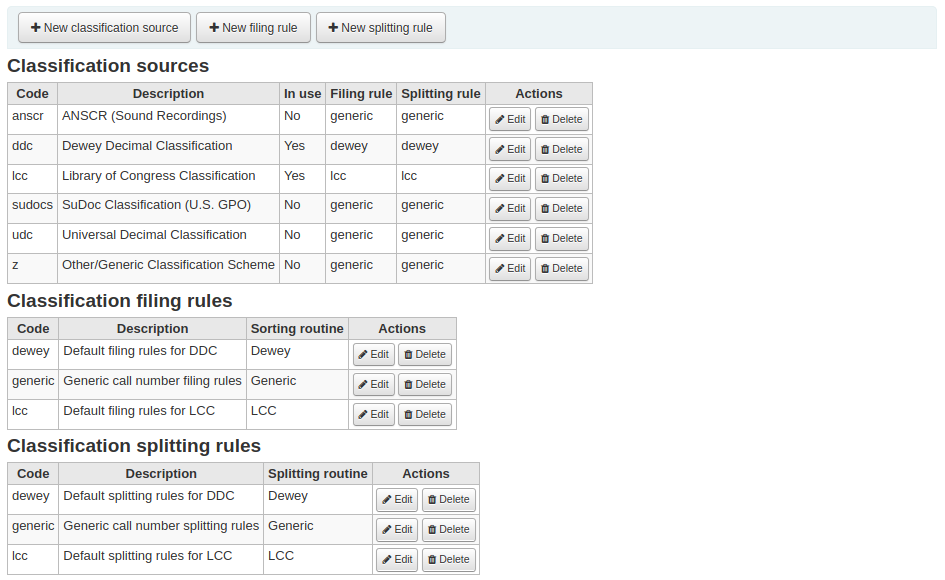 New classification source New filing rule New splitting rule
Classification sources
Code Description In use Filing rule Splitting rule Actions
anscr ANSCR (Sound Recordings) No generic generic Edit Delete
ddc Dewey Decimal Classification Yes dewey dewey Edit Delete
lcc Library of Congress Classification Yes lcc lcc Edit Delete
sudocs SuDoc Classification (U.S. GPO) No generic generic Edit Delete
udc Universal Decimal Classification No generic generic Edit Delete
z Other/Generic Classification Scheme No generic generic Edit Delete
Classification filing rules
Code Description Sorting routine Actions
dewey Default filing rules for DDC Dewey Edit Delete
generic Generic call number filing rules Generic Edit Delete
lcc Default filing rules for LCC LCC Edit Delete
Classification splitting rules
Code Description Splitting routine Actions
dewey Default splitting rules for DDC Dewey Edit Delete
generic Generic call number splitting rules Generic Edit Delete
lcc Default splitting rules for LCC LCC Edit Delete